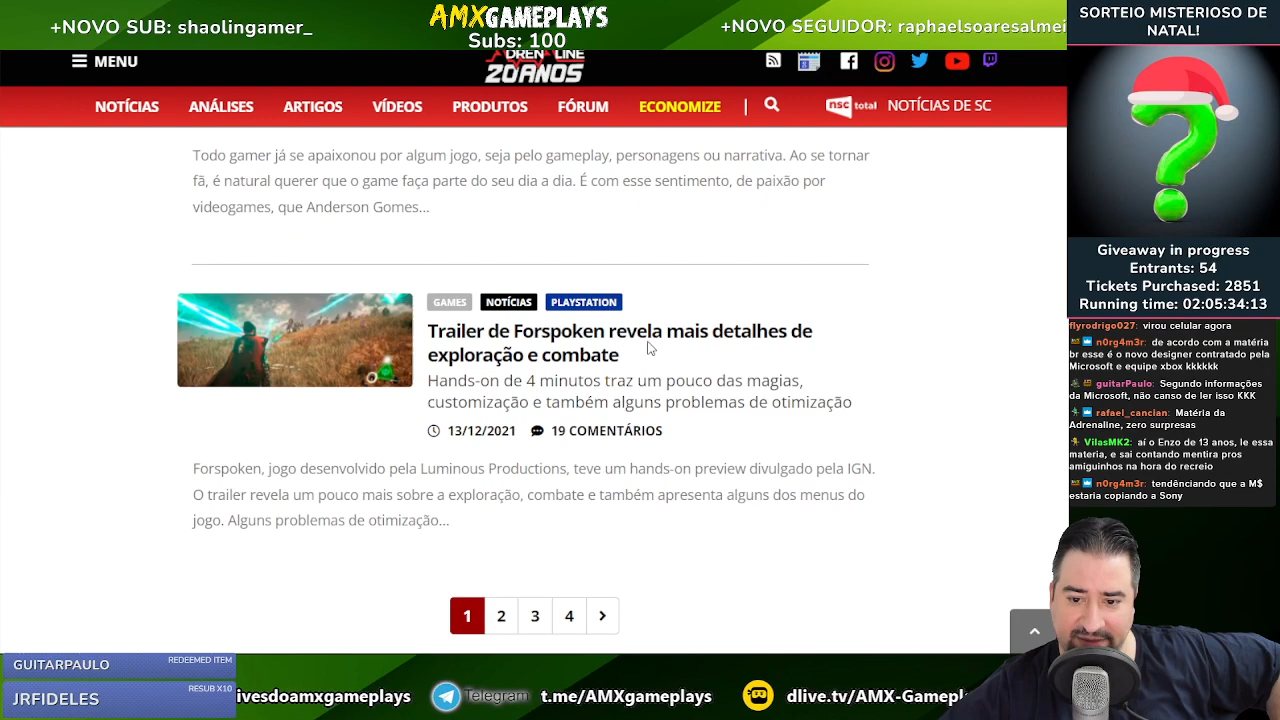 +NOVO SUB: shaolingamer_
AMXGAMEPLAYS
Subs: 100
+NOVO SEGUIDOR: raphaelsoaresalmei
SORTEIO MISTERIOSO DE
NATAL!
MENU
ADRENALINE
20 ANOS
NOTÍCIAS ANÁLISES ARTIGOS VÍDEOS PRODUTOS FÓRUM ECONOMIZE | nsc total NOTÍCIAS DE SC
Todo gamer já se apaixonou por algum jogo, seja pelo gameplay, personagens ou narrativa. Ao se tornar
fã, é natural querer que o game faça parte do seu dia a dia. É com esse sentimento, de paixão por
videogames, que Anderson Gomes...
GAMES NOTÍCIAS PLAYSTATION
Trailer de Forspoken revela mais detalhes de
exploração e combate
Hands-on de 4 minutos traz um pouco das magias,
customização e também alguns problemas de otimização
13/12/2021 19 COMENTÁRIOS
Forspoken, jogo desenvolvido pela Luminous Productions, teve um hands-on preview divulgado pela IGN.
O trailer revela um pouco mais sobre a exploração, combate e também apresenta alguns dos menus do
jogo. Alguns problemas de otimização...
1 2 3 4 >
Giveaway in progress
Entrants: 54
Tickets Purchased: 2851
Running time: 02:05:34:13
flyrodrigo027: virou celular agora
n0rg4m3r: de acordo com a matéria
br esse é o novo designer contratado pela
Microsoft e equipe xbox kkkkkk
guitarPaulo: Segundo informações
da Microsoft, não canso de ler isso KKK
rafael_cancian: Matéria da
Adrenaline, zero surpresas
VilasMK2: aí o Enzo de 13 anos, le essa
materia, e sai contando mentira pros
amiguinhos na hora do recreio
n0rg4m3r: tendênciando que a M$
estaria copiando a Sony
GUITARPAULO REDEEMED ITEM
JRFIDELES RESUB X10
ivesdoamxgameplays Telegram t.me/AMXgameplays dlive.tv/AMX-Gamepla